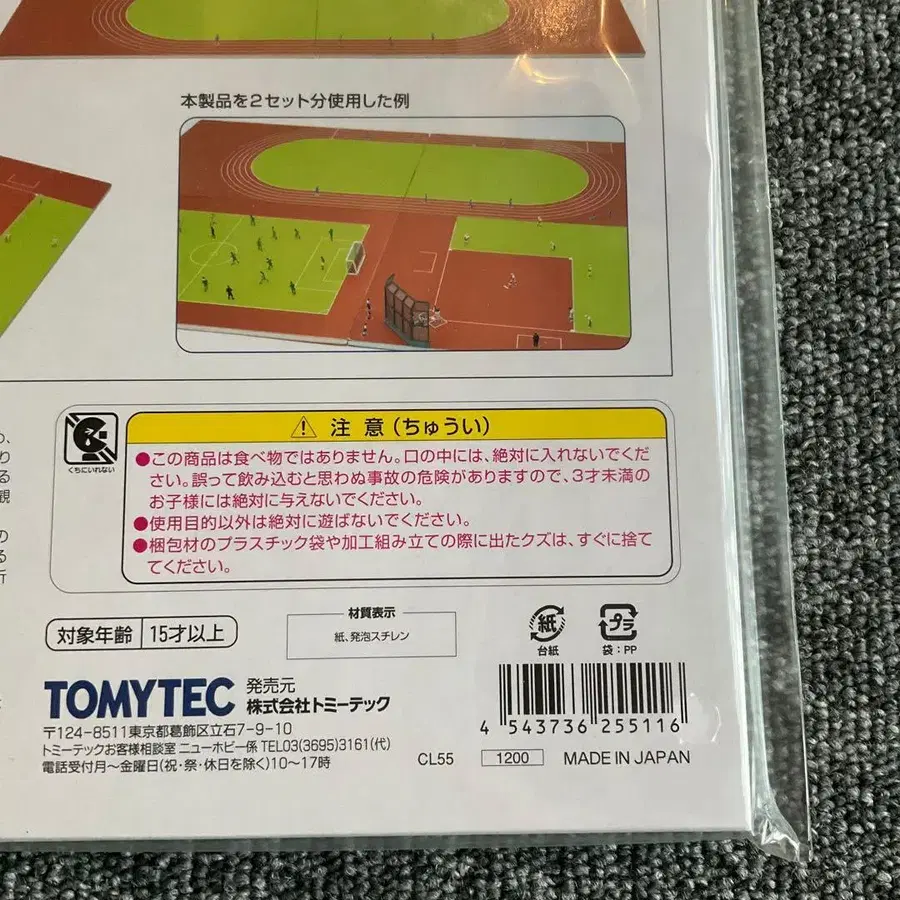 本製品を2セット分使用した例
り
る
観
の
る
所
くちにいれない
注 意(ちゅうい)
●この商品は食べ物ではありません。口の中には、絶対に入れないでくだ
さい。誤って飲み込むと思わぬ事故の危険がありますので、3才未満の
お子様には絶対に与えないでください。
●使用目的以外は絶対に遊ばないでください。
●梱包材のプラスチック袋や加工組み立ての際に出たクズは、すぐに捨て
てください。
対象年齢 15才以上
材質表示
紙、発泡スチレン
紙
台紙
プラ
袋:PP
TOMYTEC
発売元
株式会社トミーテック
〒124-8511東京都葛飾区立石7-9-10
トミーテックお客様相談室 ニューホビー係 TEL03(3695)3161(代)
電話受付月〜金曜日(祝・祭・休日を除く)10〜17時
4 543736 255116
CL55 1200 MADE IN JAPAN